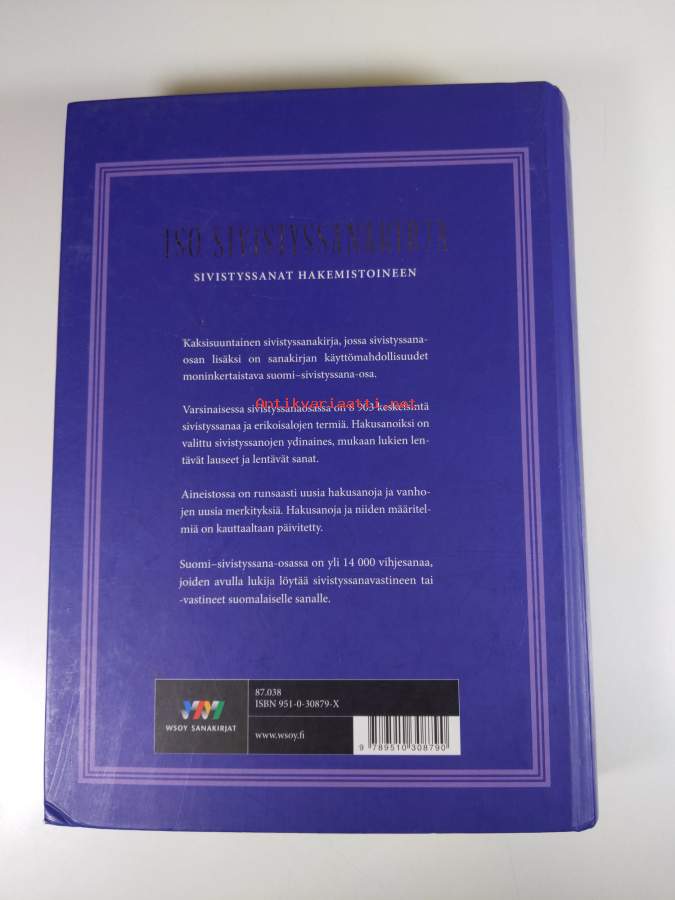 ISO SIVISTYSSANAKIRJA
SIVISTYSSANAT HAKEMISTOINEEN
Kaksisuuntainen sivistyssanakirja, jossa sivistyssana-
osan lisäksi on sanakirjan käyttömahdollisuudet
moninkertaistava suomi–sivistyssana-osa.
Antikvariaatti.net
Varsinaisessa sivistyssanaosassa on 8 903 keskeisintä
sivistyssanaa ja erikoisalojen termiä. Hakusanoiksi on
valittu sivistyssanojen ydinaines, mukaan lukien len-
tävät lauseet ja lentävät sanat.
Aineistossa on runsaasti uusia hakusanoja ja vanho-
jen uusia merkityksiä. Hakusanoja ja niiden määritel-
miä on kauttaaltaan päivitetty.
Suomi–sivistyssana-osassa on yli 14 000 vihjesanaa,
joiden avulla lukija löytää sivistyssanavastineen tai
-vastineet suomalaiselle sanalle.
WSOY SANAKIRJAT
87.038
ISBN 951-0-30879-X
www.wsoy.fi
9 789510 308790